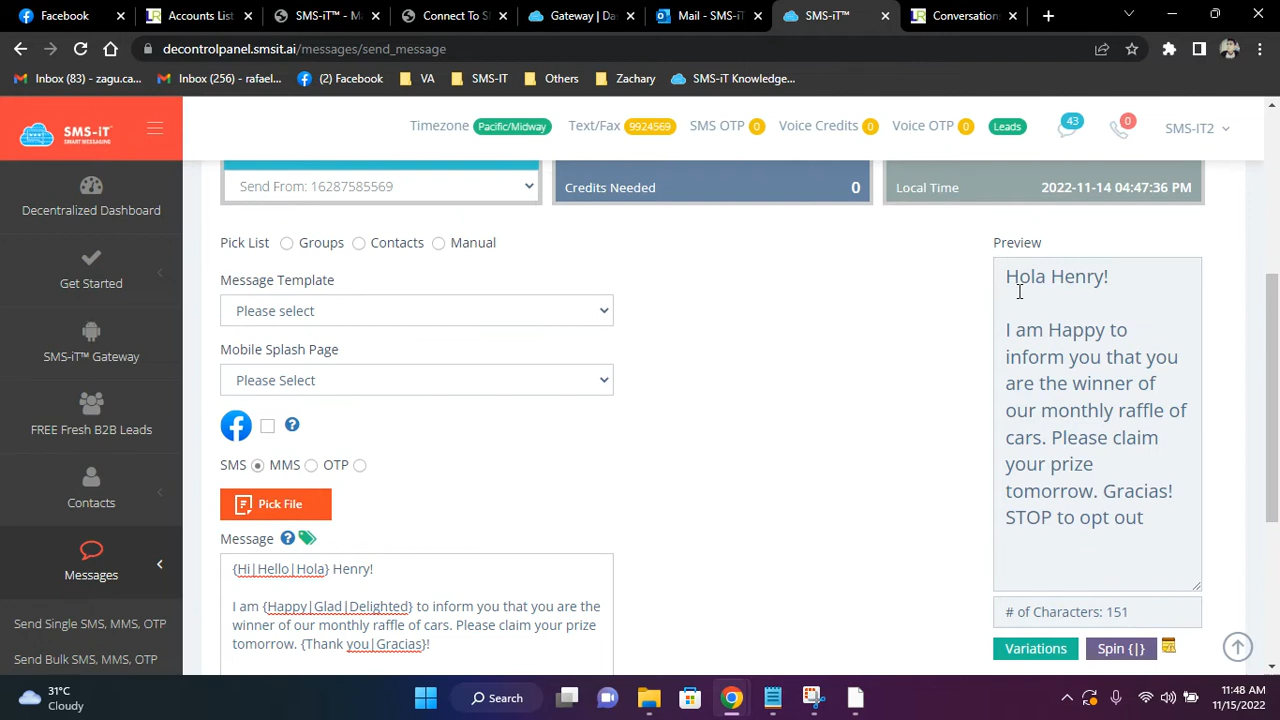 Facebook
Accounts List
SMS-iT™ - M
Connect To S
Gateway | Da
Mail - SMS-iT
SMS-iT™
Conversation
decontrolpanel.smsit.ai/messages/send_message
Inbox (83) - zagu.ca...
Inbox (256) - rafael...
(2) Facebook
VA
SMS-IT
Others
Zachary
SMS-iT Knowledge...
SMS-iT
SMART MESSAGING
Timezone Pacific/Midway Text/Fax 9924569 SMS OTP 0 Voice Credits 0 Voice OTP 0 Leads 43 0 SMS-IT2
Decentralized Dashboard
Get Started
SMS-iT™ Gateway
FREE Fresh B2B Leads
Contacts
Messages
Send Single SMS, MMS, OTP
Send Bulk SMS, MMS, OTP
Send From: 16287585569
Credits Needed 0
Local Time 2022-11-14 04:47:36 PM
Pick List Groups Contacts Manual
Message Template
Please select
Mobile Splash Page
Please Select
SMS MMS OTP
Pick File
Message
{Hi|Hello|Hola} Henry!
I am {Happy|Glad|Delighted} to inform you that you are the
winner of our monthly raffle of cars. Please claim your prize
tomorrow. {Thank you|Gracias}!
Preview
Hola Henry!
I am Happy to
inform you that you
are the winner of
our monthly raffle of
cars. Please claim
your prize
tomorrow. Gracias!
STOP to opt out
# of Characters: 151
Variations
Spin {|}
31°C
Cloudy
Search
11:48 AM
11/15/2022